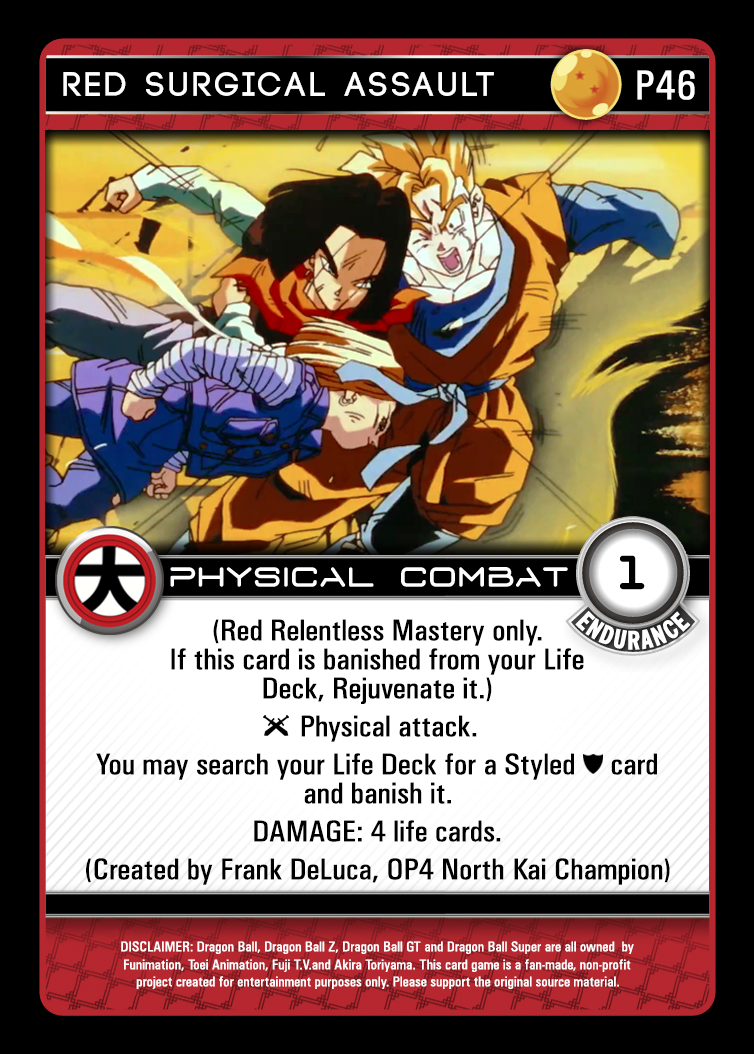 RED SURGICAL ASSAULT P46
大 PHYSICAL COMBAT 1
ENDURANCE
(Red Relentless Mastery only.
If this card is banished from your Life
Deck, Rejuvenate it.)
Physical attack.
You may search your Life Deck for a Styled card
and banish it.
DAMAGE: 4 life cards.
(Created by Frank DeLuca, OP4 North Kai Champion)
DISCLAIMER: Dragon Ball, Dragon Ball Z, Dragon Ball GT and Dragon Ball Super are all owned by
Funimation, Toei Animation, Fuji T.V.and Akira Toriyama. This card game is a fan-made, non-profit
project created for entertainment purposes only. Please support the original source material.